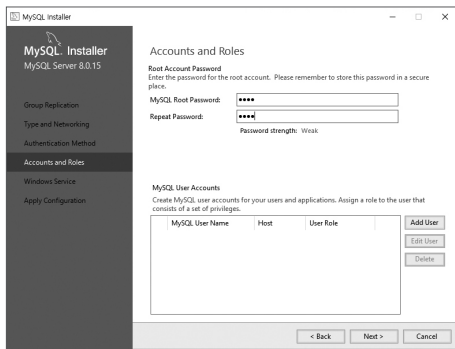 MySQL Installer
MySQL. Installer
MySQL Server 8.0.15
Group Replication
Type and Networking
Authentication Method
Accounts and Roles
Windows Service
Apply Configuration
Accounts and Roles
Root Account Password
Enter the password for the root account. Please remember to store this password in a secure
place.
MySQL Root Password: ••••
Repeat Password: ••••
Password strength: Weak
MySQL User Accounts
Create MySQL user accounts for your users and applications. Assign a role to the user that
consists of a set of privileges.
MySQL User Name Host User Role
Add User
Edit User
Delete
< Back Next > Cancel